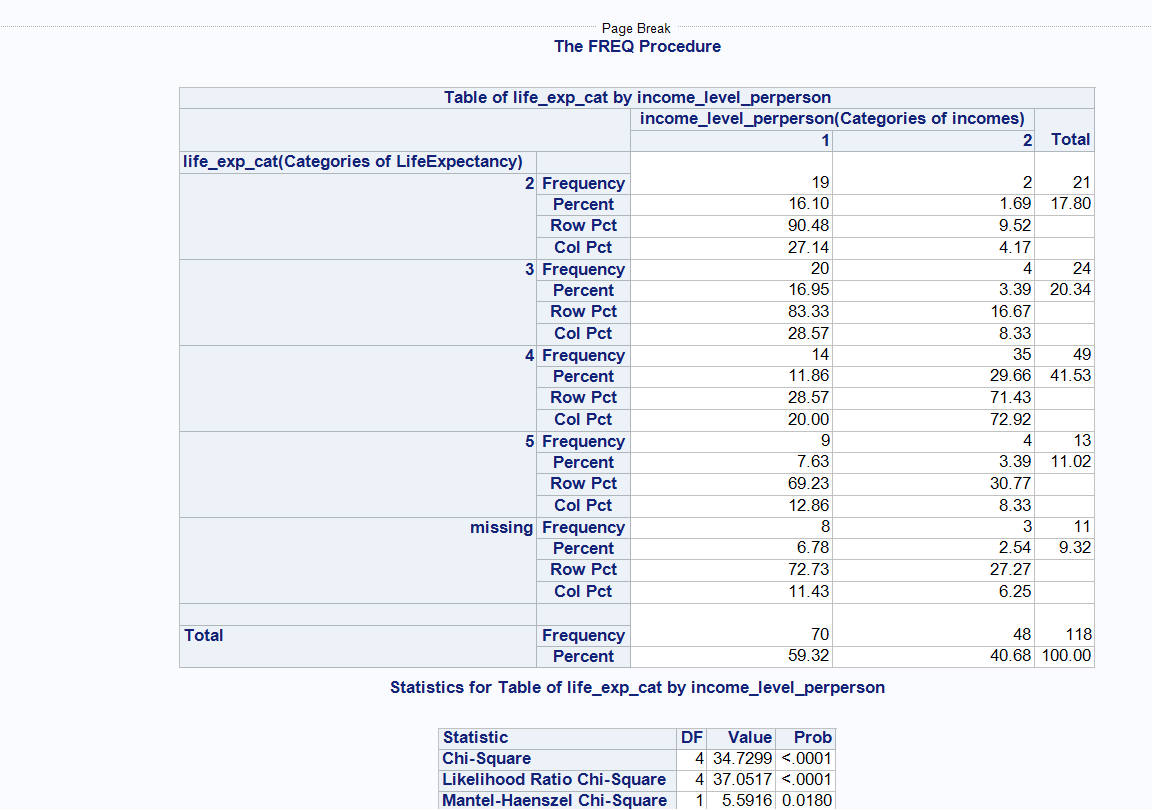 Page Break
The FREQ Procedure
Table of life_exp_cat by income_level_perperson
income_level_perperson(Categories of incomes)
1 2 Total
life_exp_cat(Categories of LifeExpectancy)
2 Frequency 19 2 21
Percent 16.10 1.69 17.80
Row Pct 90.48 9.52
Col Pct 27.14 4.17
3 Frequency 20 4 24
Percent 16.95 3.39 20.34
Row Pct 83.33 16.67
Col Pct 28.57 8.33
4 Frequency 14 35 49
Percent 11.86 29.66 41.53
Row Pct 28.57 71.43
Col Pct 20.00 72.92
5 Frequency 9 4 13
Percent 7.63 3.39 11.02
Row Pct 69.23 30.77
Col Pct 12.86 8.33
missing Frequency 8 3 11
Percent 6.78 2.54 9.32
Row Pct 72.73 27.27
Col Pct 11.43 6.25
Total Frequency 70 48 118
Percent 59.32 40.68 100.00
Statistics for Table of life_exp_cat by income_level_perperson
Statistic DF Value Prob
Chi-Square 4 34.7299 <.0001
Likelihood Ratio Chi-Square 4 37.0517 <.0001
Mantel-Haenszel Chi-Square 1 5.5916 0.0180